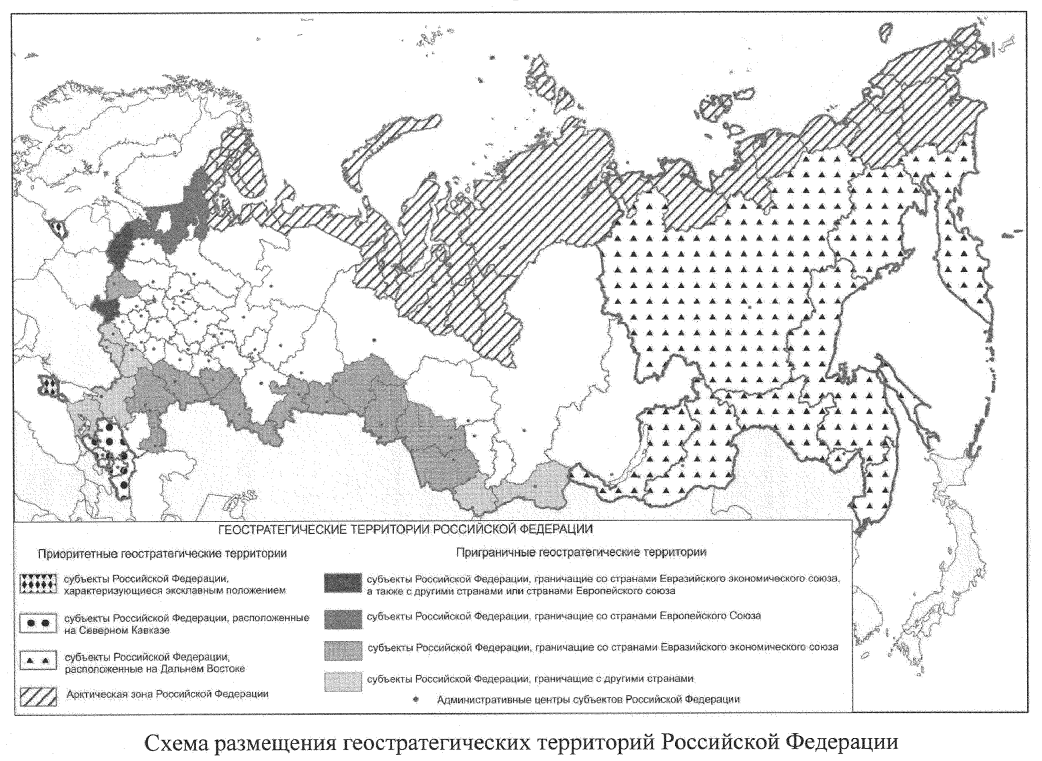 ГЕОСТРАТЕГИЧЕСКИЕ ТЕРРИТОРИИ РОССИЙСКОЙ ФЕДЕРАЦИИ
Приоритетные геостратегические территории
субъекты Российской Федерации,
характеризующиеся эксклавным положением
субъекты Российской Федерации, расположенные
на Северном Кавказе
субъекты Российской Федерации,
расположенные на Дальнем Востоке
Арктическая зона Российской Федерации
Приграничные геостратегические территории
субъекты Российской Федерации, граничащие со странами Евразийского экономического союза,
а также с другими странами или странами Европейского союза
субъекты Российской Федерации, граничащие со странами Европейского Союза
субъекты Российской Федерации, граничащие со странами Евразийского экономического союза
субъекты Российской Федерации, граничащие с другими странами
Административные центры субъектов Российской Федерации
Схема размещения геостратегических территорий Российской Федерации